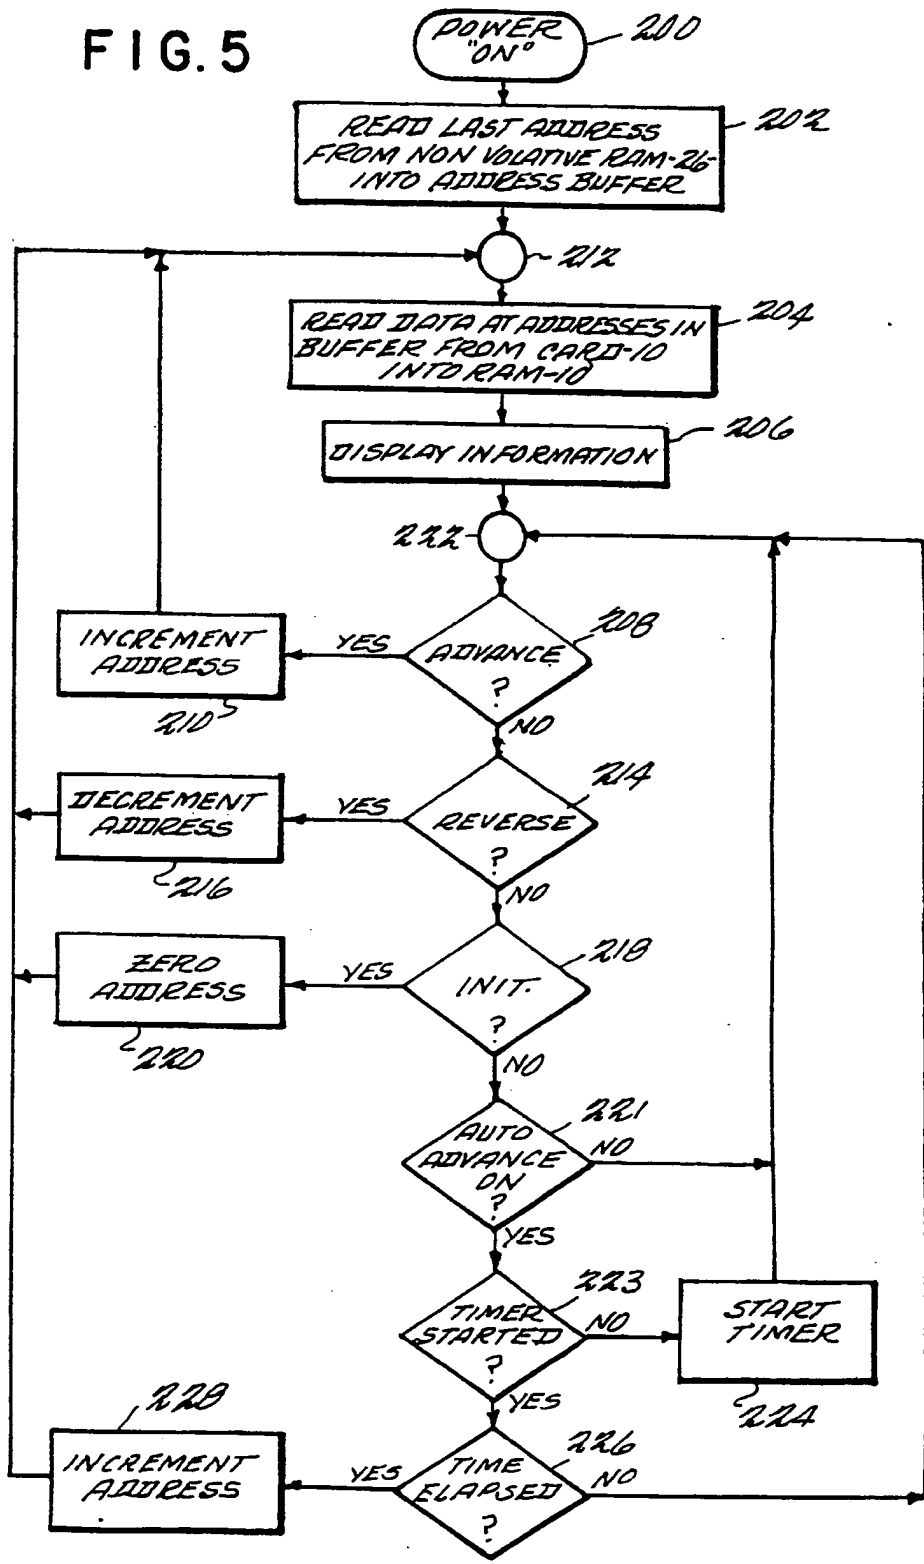 FIG. 5
POWER
"ON"
200
READ LAST ADDRESS
FROM NON VOLATIVE RAM-26-
INTO ADDRESS BUFFER
202
212
READ DATA AT ADDRESSES IN
BUFFER FROM CARD-10
INTO RAM-10
204
DISPLAY INFORMATION
206
222
ADVANCE
?
208
YES
INCREMENT
ADDRESS
210
NO
REVERSE
?
214
YES
DECREMENT
ADDRESS
216
NO
INIT.
?
218
YES
ZERO
ADDRESS
220
NO
AUTO
ADVANCE
ON
?
221
NO
YES
TIMER
STARTED
?
223
NO
START
TIMER
224
YES
TIME
ELAPSED
?
226
NO
YES
INCREMENT
ADDRESS
228